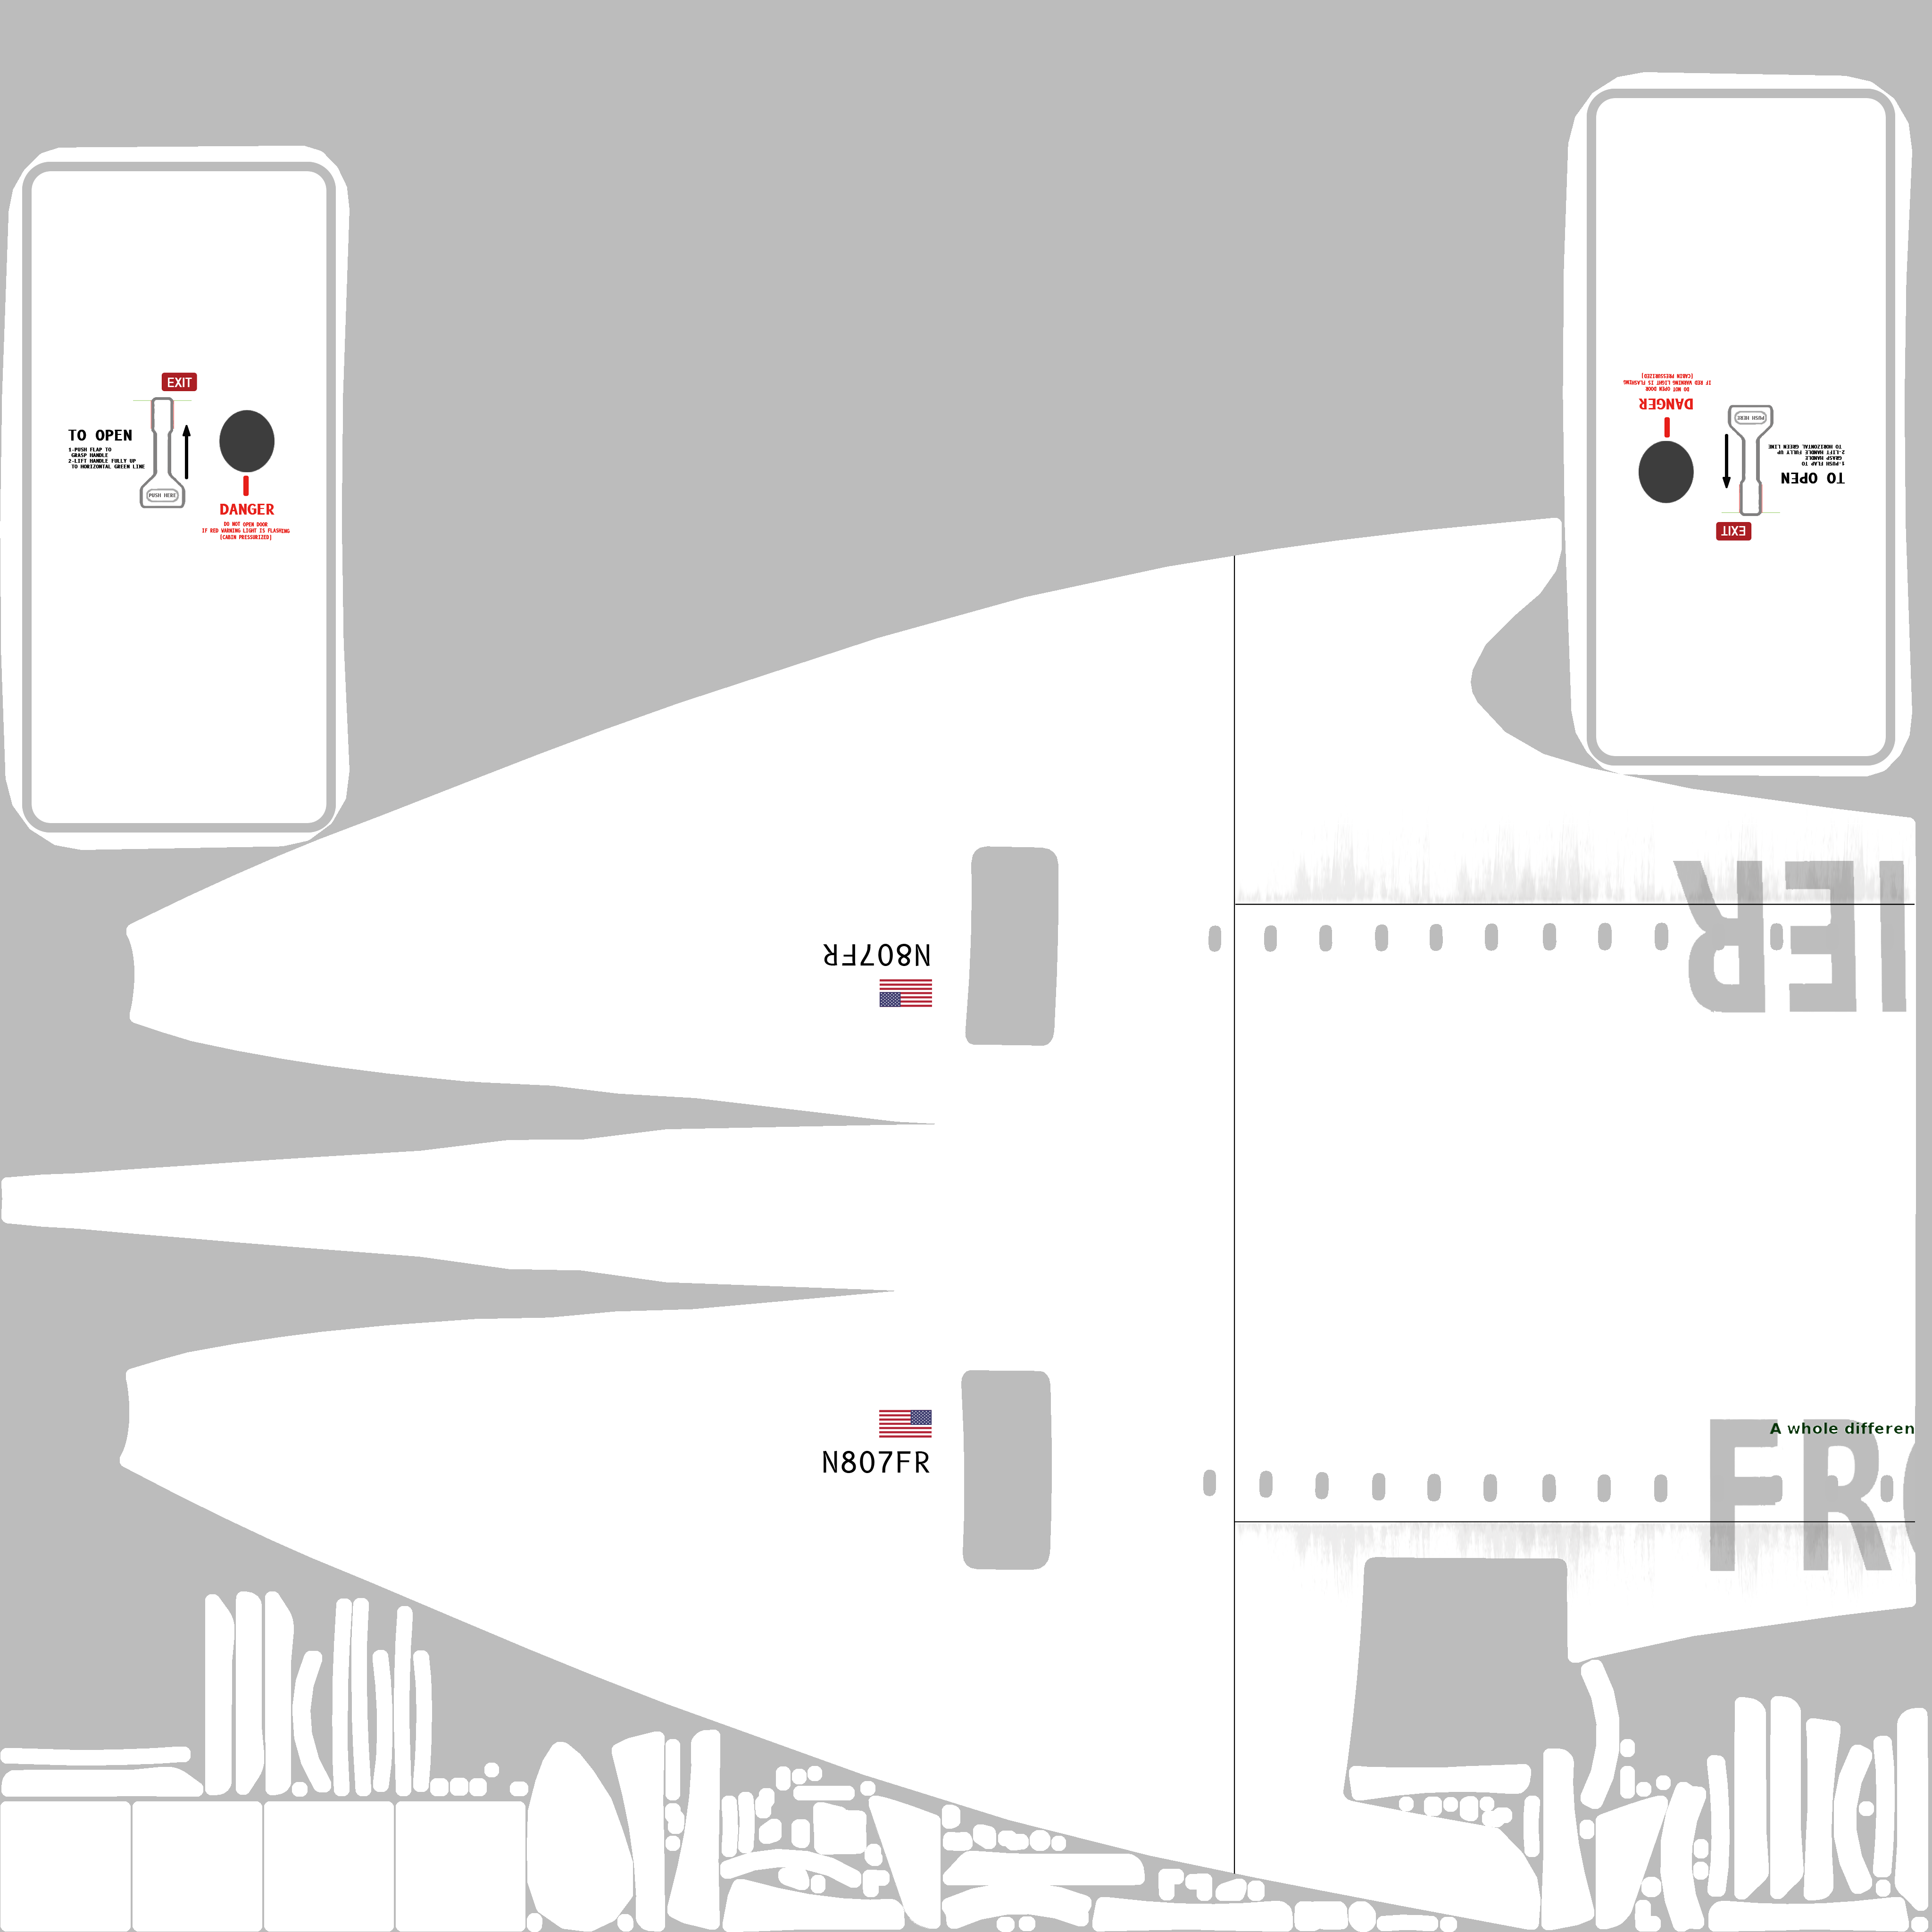 EXIT
TO OPEN
1-PUSH FLAP TO
GRASP HANDLE
2-LIFT HANDLE FULLY UP
TO HORIZONTAL GREEN LINE
PUSH HERE
DANGER
DO NOT OPEN DOOR
IF RED WARNING LIGHT IS FLASHING
[CABIN PRESSURIZED]
EXIT
TO OPEN
1-PUSH FLAP TO
GRASP HANDLE
2-LIFT HANDLE FULLY UP
TO HORIZONTAL GREEN LINE
PUSH HERE
DANGER
DO NOT OPEN DOOR
IF RED WARNING LIGHT IS FLASHING
[CABIN PRESSURIZED]
N807FR
IER
A whole differen
FRO
N807FR